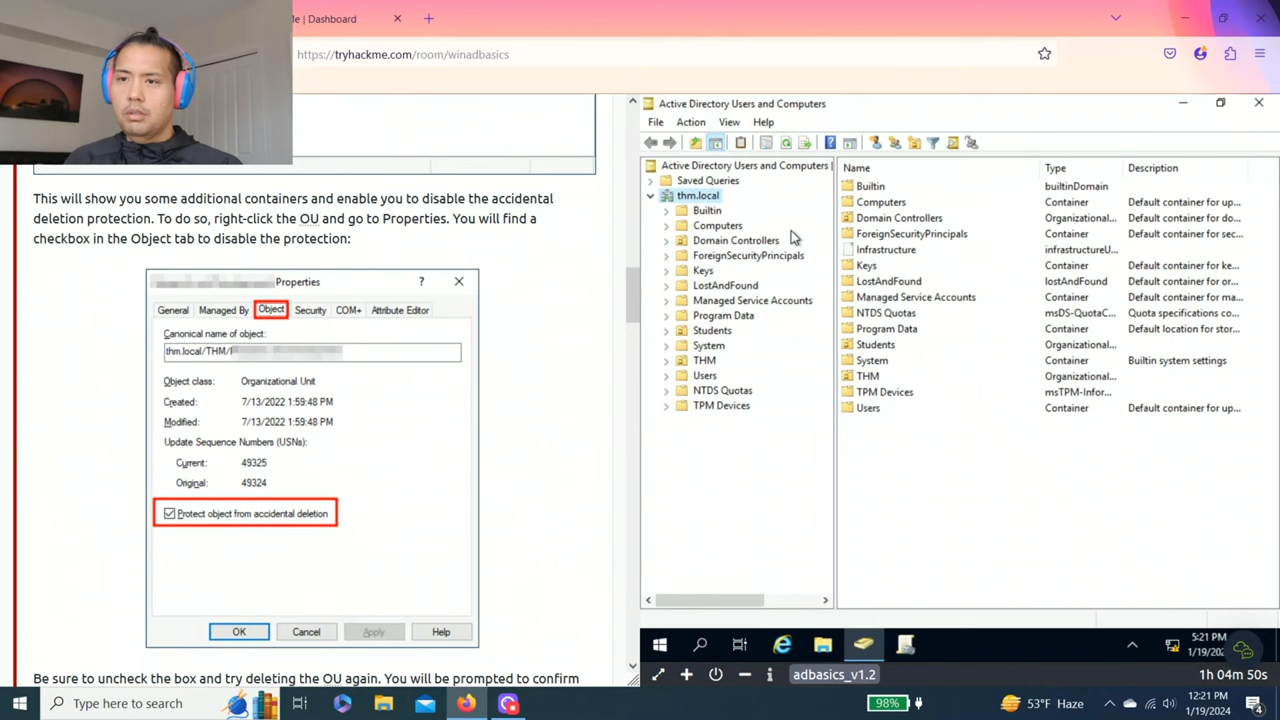 Me | Dashboard
https://tryhackme.com/room/winadbasics
This will show you some additional containers and enable you to disable the accidental
deletion protection. To do so, right-click the OU and go to Properties. You will find a
checkbox in the Object tab to disable the protection:
Properties
General Managed By Object Security COM+ Attribute Editor
Canonical name of object:
thm.local/THM/
Object class: Organizational Unit
Created: 7/13/2022 1:59:48 PM
Modified: 7/13/2022 1:59:48 PM
Update Sequence Numbers (USNs):
Current: 49325
Original: 49324
Protect object from accidental deletion
OK Cancel Apply Help
Be sure to uncheck the box and try deleting the OU again. You will be prompted to confirm
Active Directory Users and Computers
File Action View Help
Active Directory Users and Computers
Saved Queries
thm.local
Builtin
Computers
Domain Controllers
ForeignSecurityPrincipals
Keys
LostAndFound
Managed Service Accounts
Program Data
Students
System
THM
Users
NTDS Quotas
TPM Devices
Name Type Description
Builtin builtinDomain
Computers Container Default container for up...
Domain Controllers Organizational... Default container for do...
ForeignSecurityPrincipals Container Default container for sec...
Infrastructure infrastructureU...
Keys Container Default container for ke...
LostAndFound lostAndFound Default container for or...
Managed Service Accounts Container Default container for ma...
NTDS Quotas msDS-QuotaC... Quota specifications co...
Program Data Container Default location for stor...
Students Organizational...
System Container Builtin system settings
THM Organizational...
TPM Devices msTPM-Infor...
Users Container Default container for up...
5:21 PM
1/19/20
adbasics_v1.2 1h 04m 50s
Type here to search
98%
53°F Haze
12:21 PM
1/19/2024
4